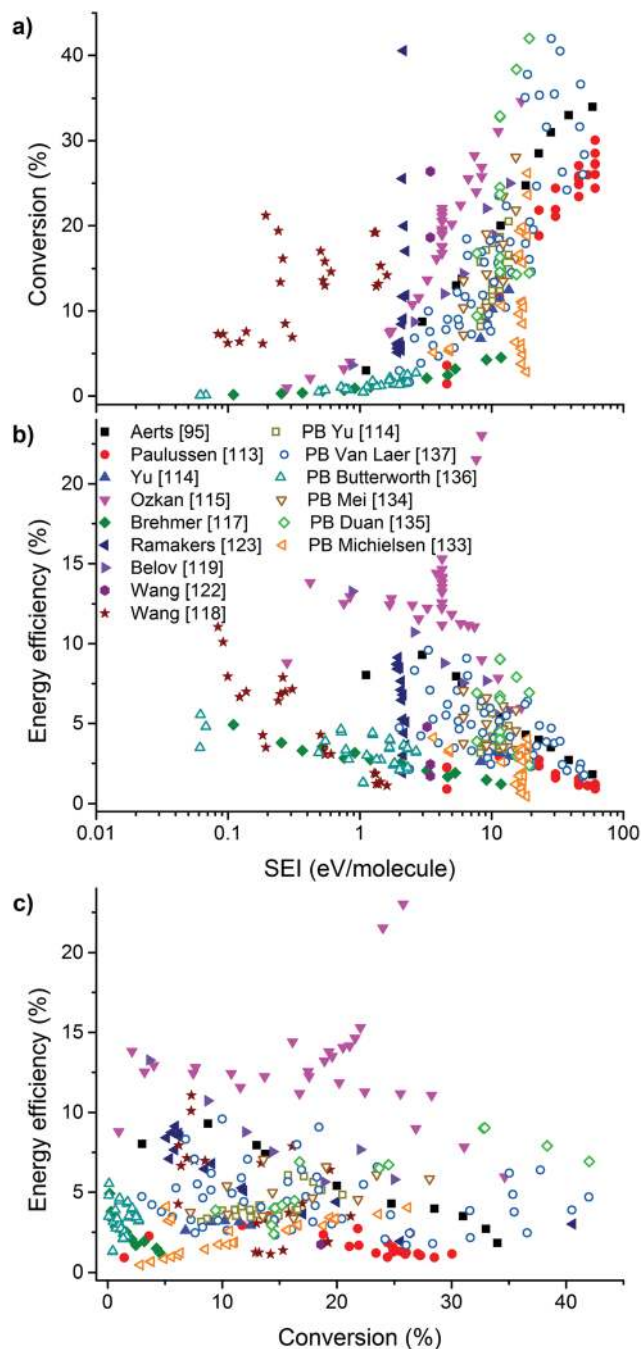 a)
Conversion (%)
40
30
20
10
0
b)
Energy efficiency (%)
20
15
10
5
0
Aerts [95]
Paulussen [113]
Yu [114]
Ozkan [115]
Brehmer [117]
Ramakers [123]
Belov [119]
Wang [122]
Wang [118]
PB Yu [114]
PB Van Laer [137]
PB Butterworth [136]
PB Mei [134]
PB Duan [135]
PB Michielsen [133]
0.01 0.1 1 10 100
SEI (eV/molecule)
c)
Energy efficiency (%)
20
15
10
5
0
0 10 20 30 40
Conversion (%)